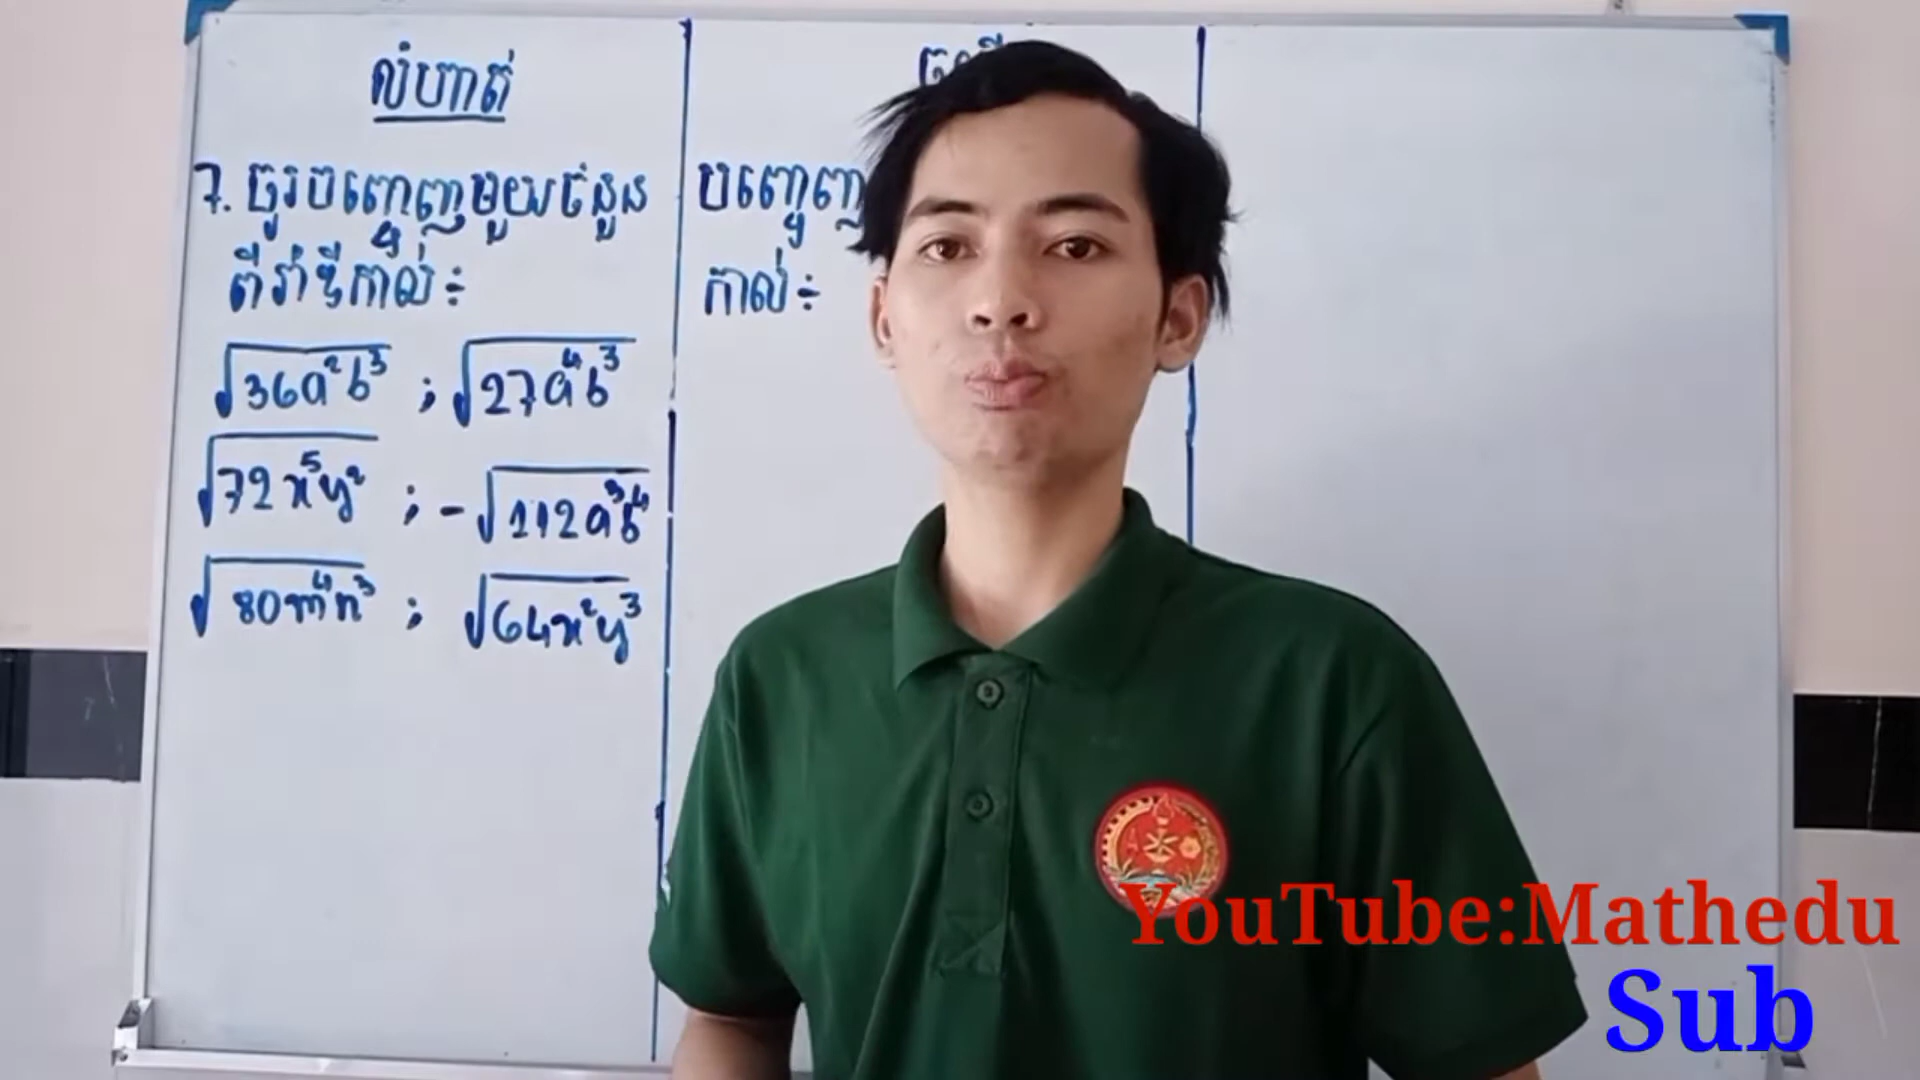 លំហាត់
7. ចូរបញ្ចេញមួយចំនួន
ពីរ៉ាឌីកាល់÷
√36a²b³ ; √27a⁴b³
√72x⁵y² ; -√112a³b⁴
√80m⁴n³ ; √64x²y³
បញ្ចេញ
កាល់÷
YouTube:Mathedu
Sub